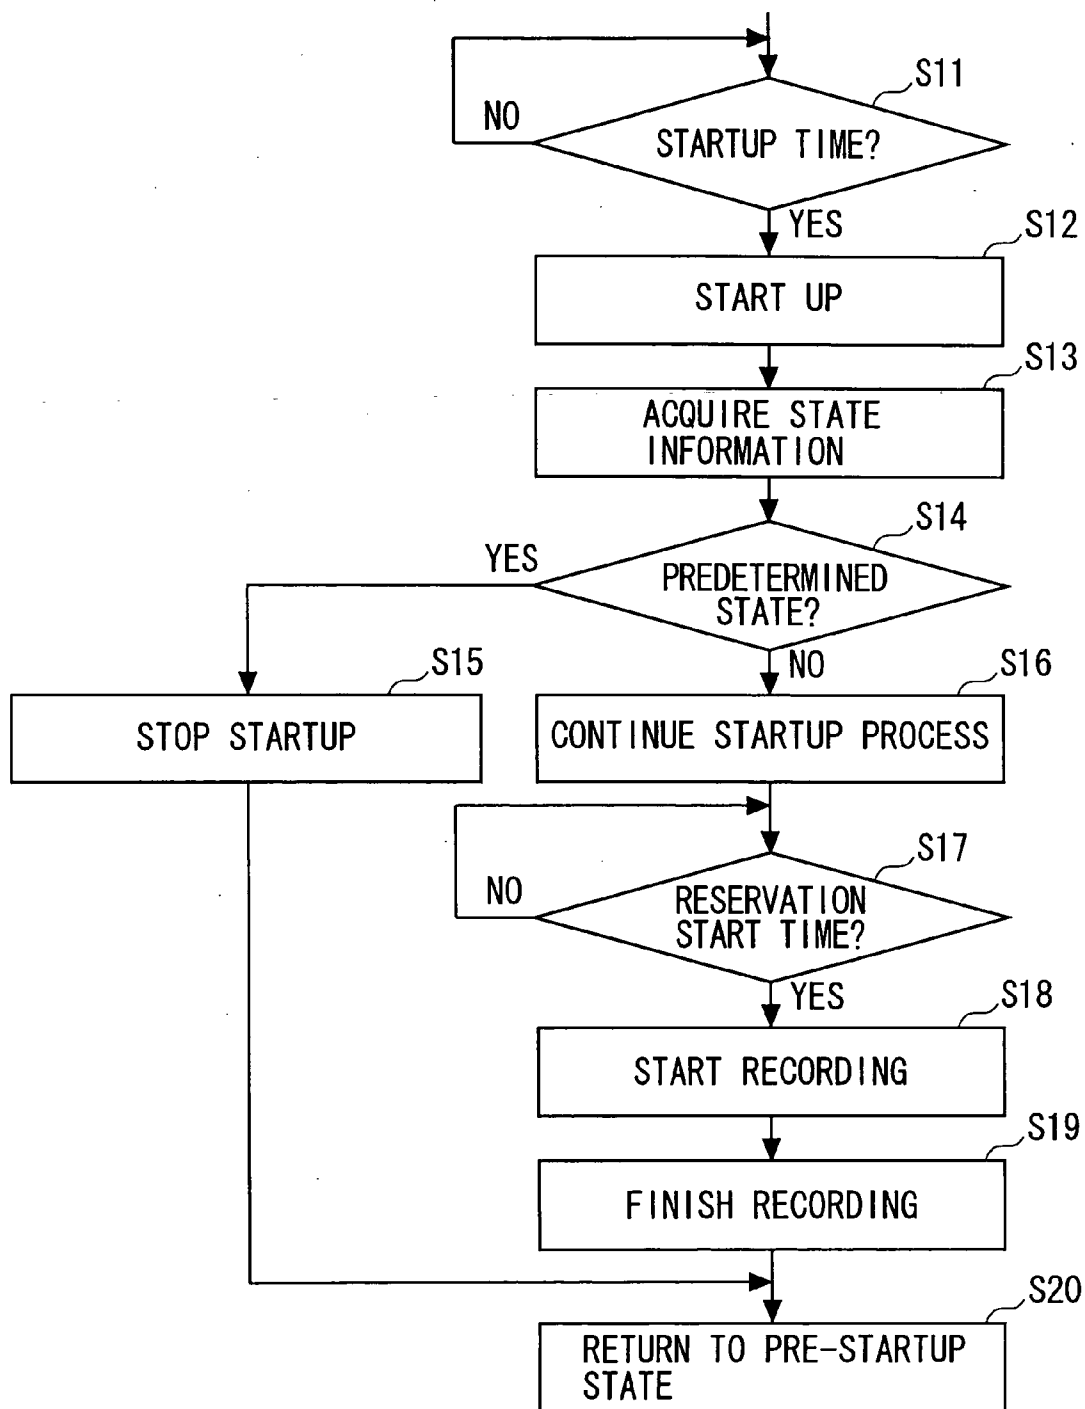 S11
NO
STARTUP TIME?
YES
S12
START UP
S13
ACQUIRE STATE
INFORMATION
S14
YES
PREDETERMINED
STATE?
NO
S15
S16
STOP STARTUP
CONTINUE STARTUP PROCESS
S17
NO
RESERVATION
START TIME?
YES
S18
START RECORDING
S19
FINISH RECORDING
S20
RETURN TO PRE-STARTUP
STATE